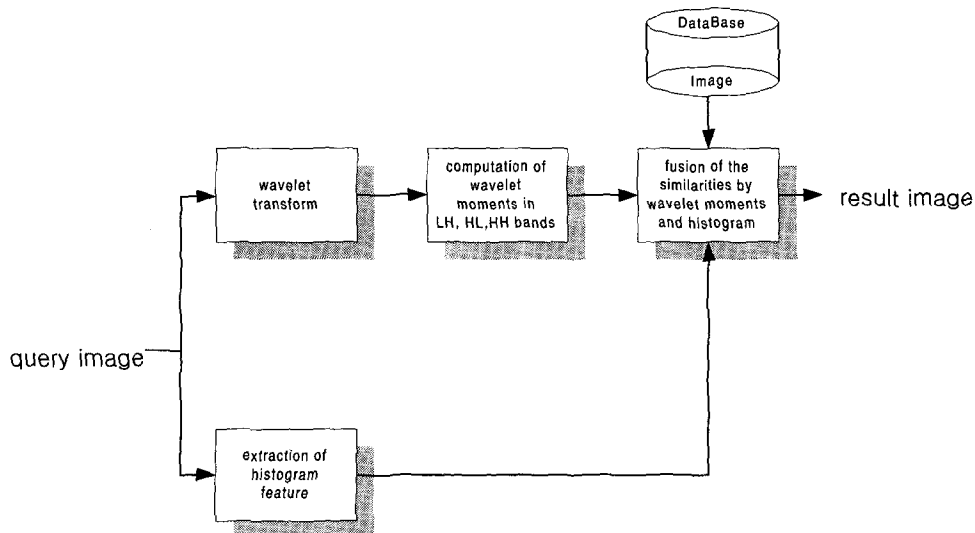 DataBase
Image
wavelet
transform
computation of
wavelet
moments in
LH, HL,HH bands
fusion of the
similarities by
wavelet moments
and histogram
result image
query image
extraction of
histogram
feature